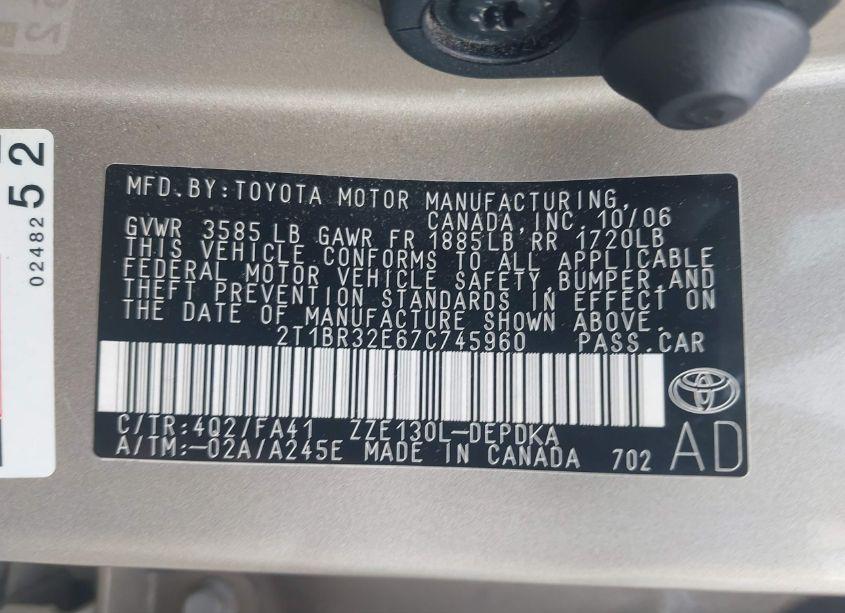 MFD.BY:TOYOTA MOTOR MANUFACTURING,
CANADA,INC. 10/06
GVWR 3585 LB GAWR FR 1885LB RR 1720LB
THIS VEHICLE CONFORMS TO ALL APPLICABLE
FEDERAL MOTOR VEHICLE SAFETY,BUMPER,AND
THEFT PREVENTION STANDARDS IN EFFECT ON
THE DATE OF MANUFACTURE SHOWN ABOVE.
2T1BR32E67C745960 PASS.CAR
C/TR:4Q2/FA41 ZZE130L-DEPDKA
A/TM:-02A/A245E MADE IN CANADA 702
AD
52
02482